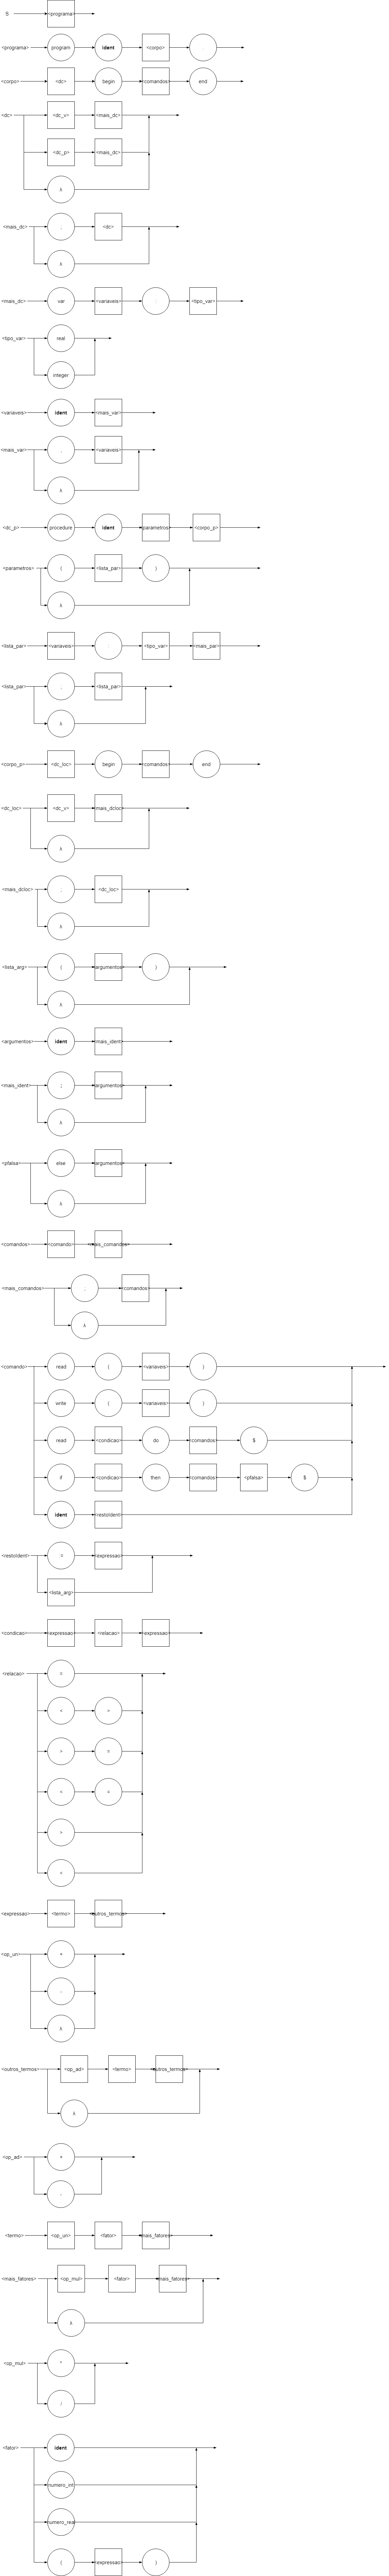 S <programa>
<programa> program ident <corpo> .
<corpo> <dc> begin <comandos> end
<dc> <dc_v> <mais_dc>
<dc_p> <mais_dc>
λ
<mais_dc> ; <dc>
λ
<mais_dc> var <variaveis> : <tipo_var>
<tipo_var> real
integer
<variaveis> ident <mais_var>
<mais_var> , <variaveis>
λ
<dc_p> procedure ident <parametros> <corpo_p>
<parametros> ( <lista_par> )
λ
<lista_par> <variaveis> : <tipo_var> <mais_par>
<lista_par> ; <lista_par>
λ
<corpo_p> <dc_loc> begin <comandos> end
<dc_loc> <dc_v> <mais_dcloc>
λ
<mais_dcloc> ; <dc_loc>
λ
<lista_arg> ( <argumentos> )
λ
<argumentos> ident <mais_ident>
<mais_ident> ; <argumentos>
λ
<pfalsa> else <argumentos>
λ
<comandos> <comando> <mais_comandos>
<mais_comandos> ; <comandos>
λ
<comando> read ( <variaveis> )
write ( <variaveis> )
read <condicao> do <comandos> $
if <condicao> then <comandos> <pfalsa> $
ident <restoIdent>
<restoIdent> := <expressao>
<lista_arg>
<condicao> <expressao> <relacao> <expressao>
<relacao> =
< >
> =
< =
>
<
<expressao> <termo> <outros_termos>
<op_un> +
-
λ
<outros_termos> <op_ad> <termo> <outros_termos>
λ
<op_ad> +
-
<termo> <op_un> <fator> <mais_fatores>
<mais_fatores> <op_mul> <fator> <mais_fatores>
λ
<op_mul> *
/
<fator> ident
numero_int
numero_real
( <expressao> )